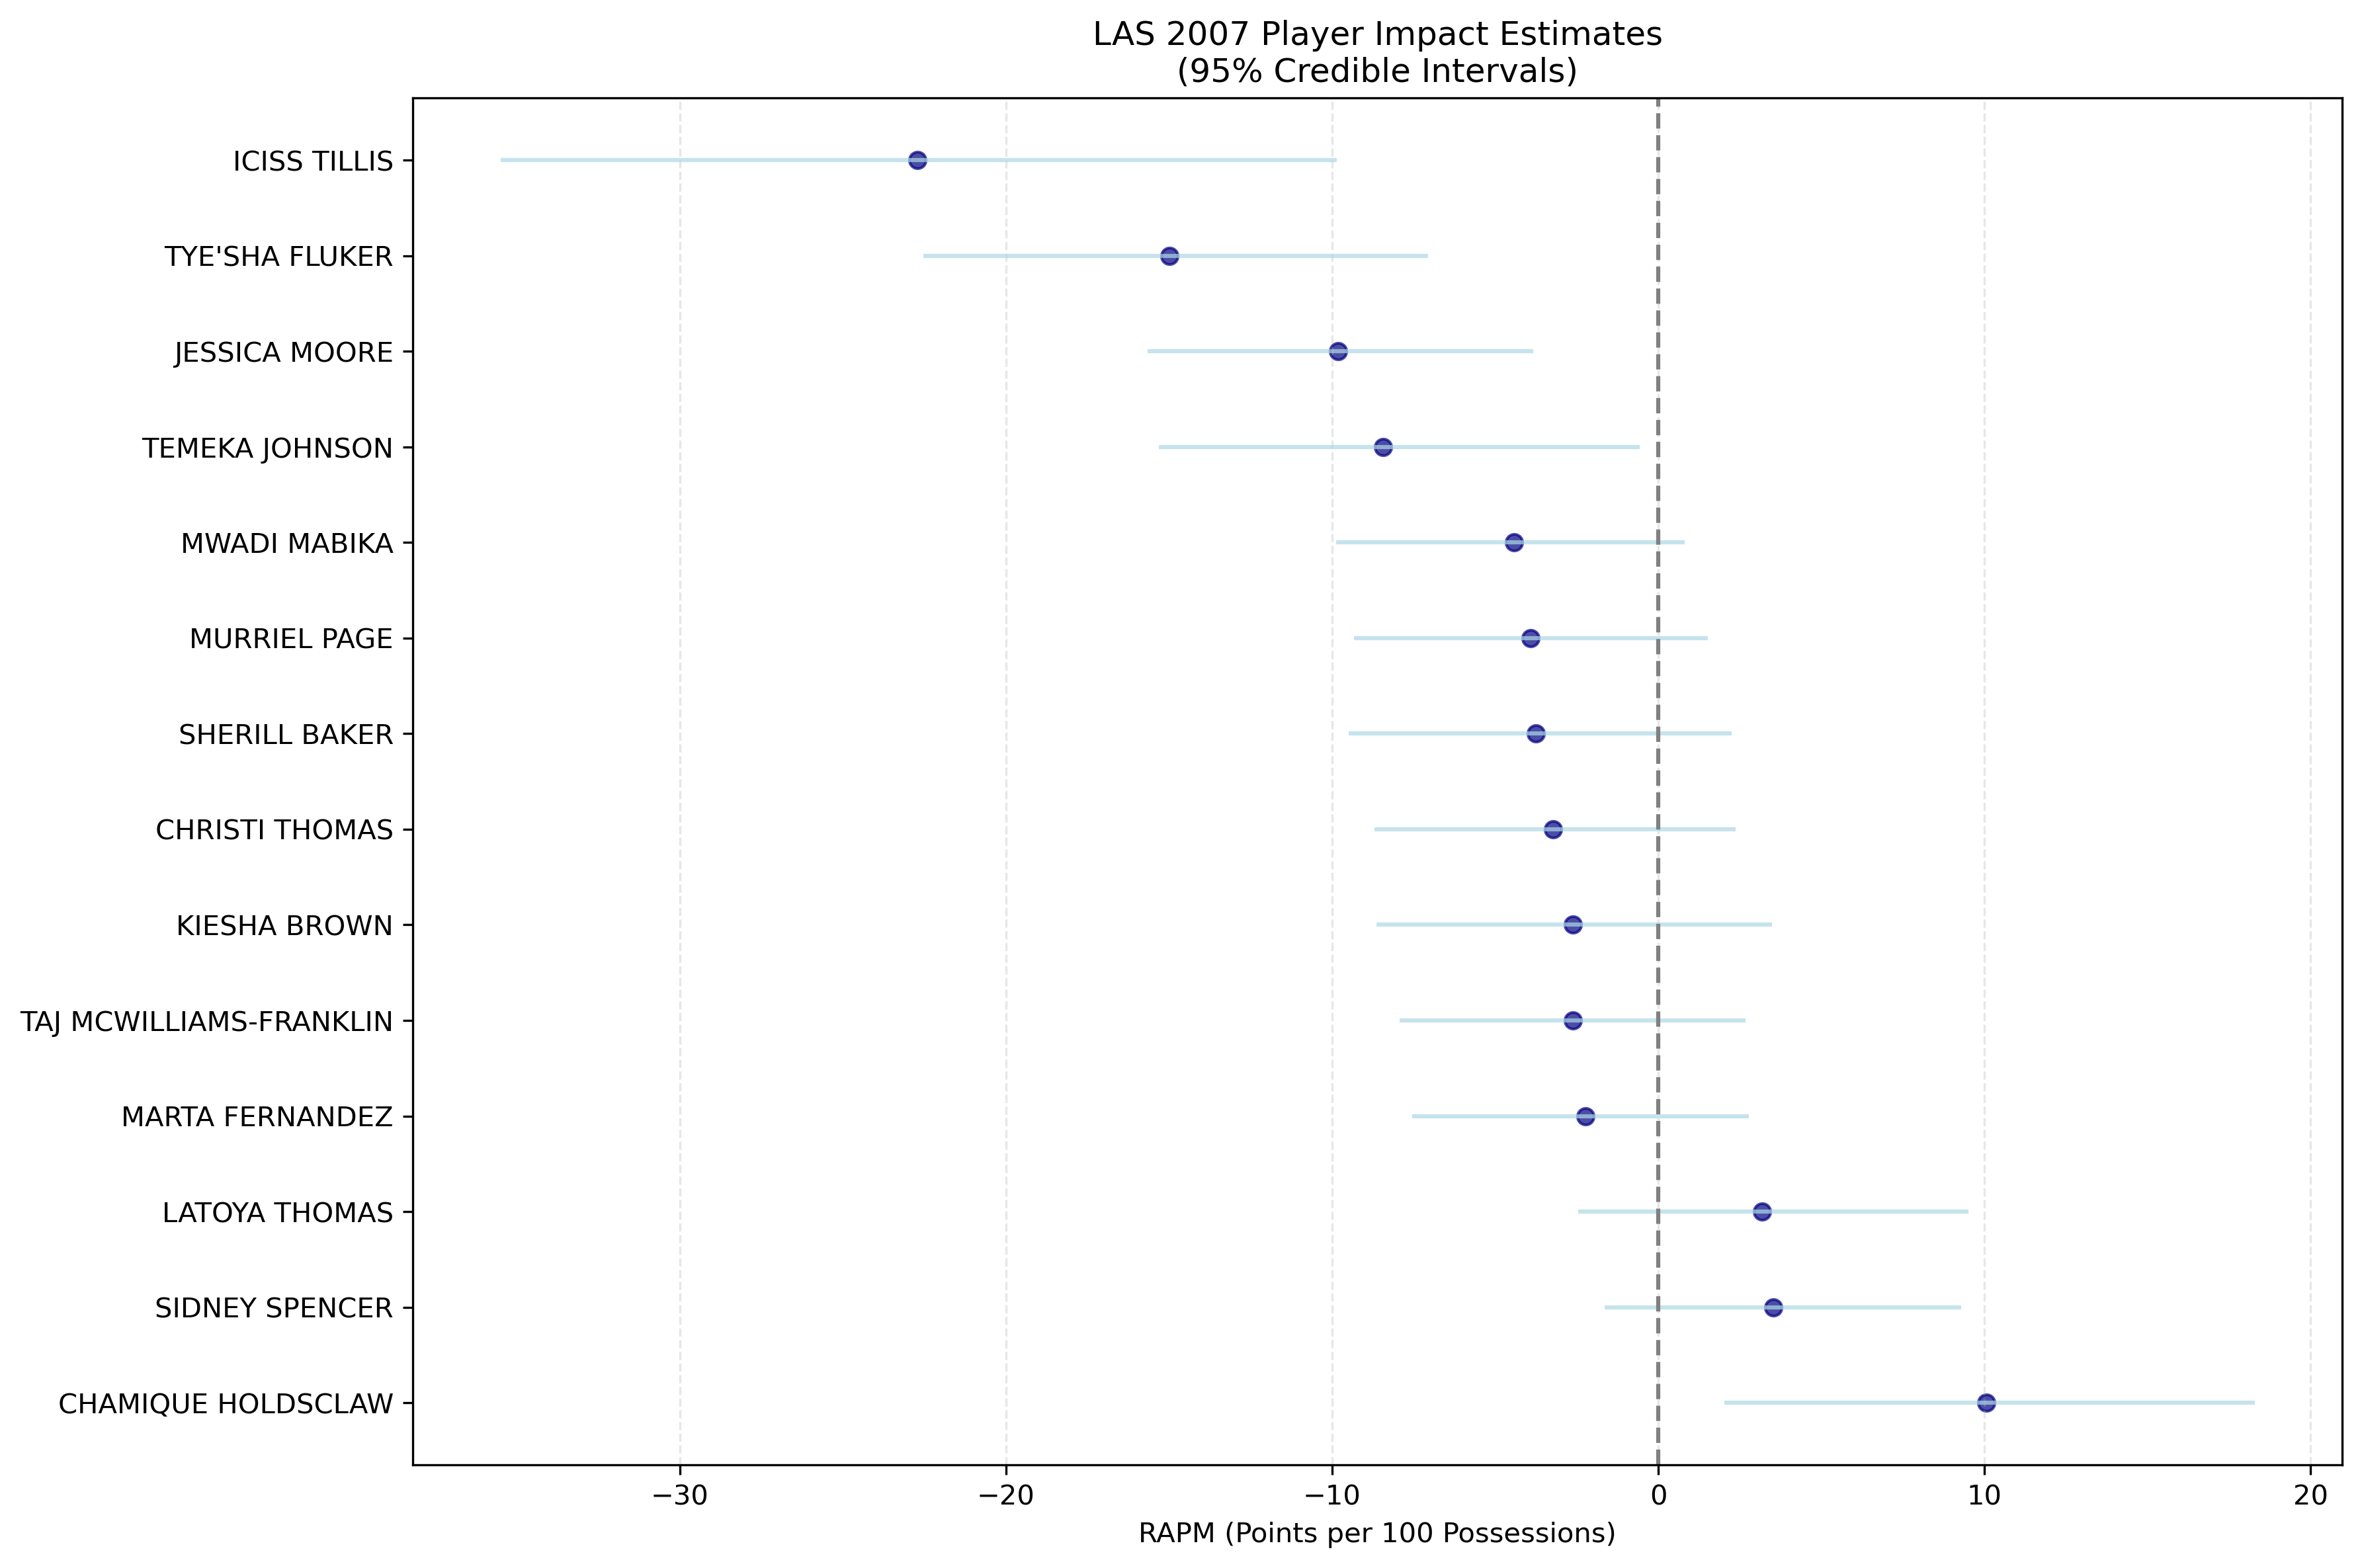 LAS 2007 Player Impact Estimates
(95% Credible Intervals)
ICISS TILLIS
TYE'SHA FLUKER
JESSICA MOORE
TEMEKA JOHNSON
MWADI MABIKA
MURRIEL PAGE
SHERILL BAKER
CHRISTI THOMAS
KIESHA BROWN
TAJ MCWILLIAMS-FRANKLIN
MARTA FERNANDEZ
LATOYA THOMAS
SIDNEY SPENCER
CHAMIQUE HOLDSCLAW
−30 −20 −10 0 10 20
RAPM (Points per 100 Possessions)